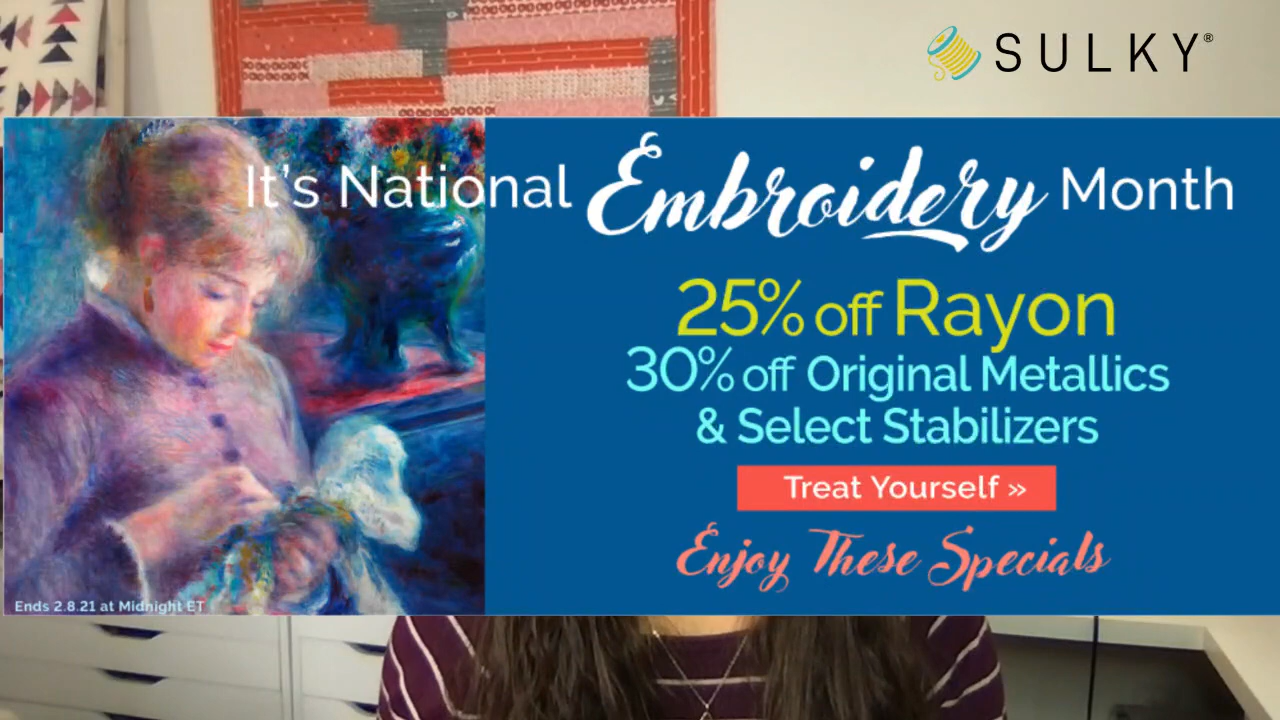 SULKY®
It's National Embroidery Month
25% off Rayon
30% off Original Metallics
& Select Stabilizers
Treat Yourself »
Enjoy These Specials
Ends 2.8.21 at Midnight ET